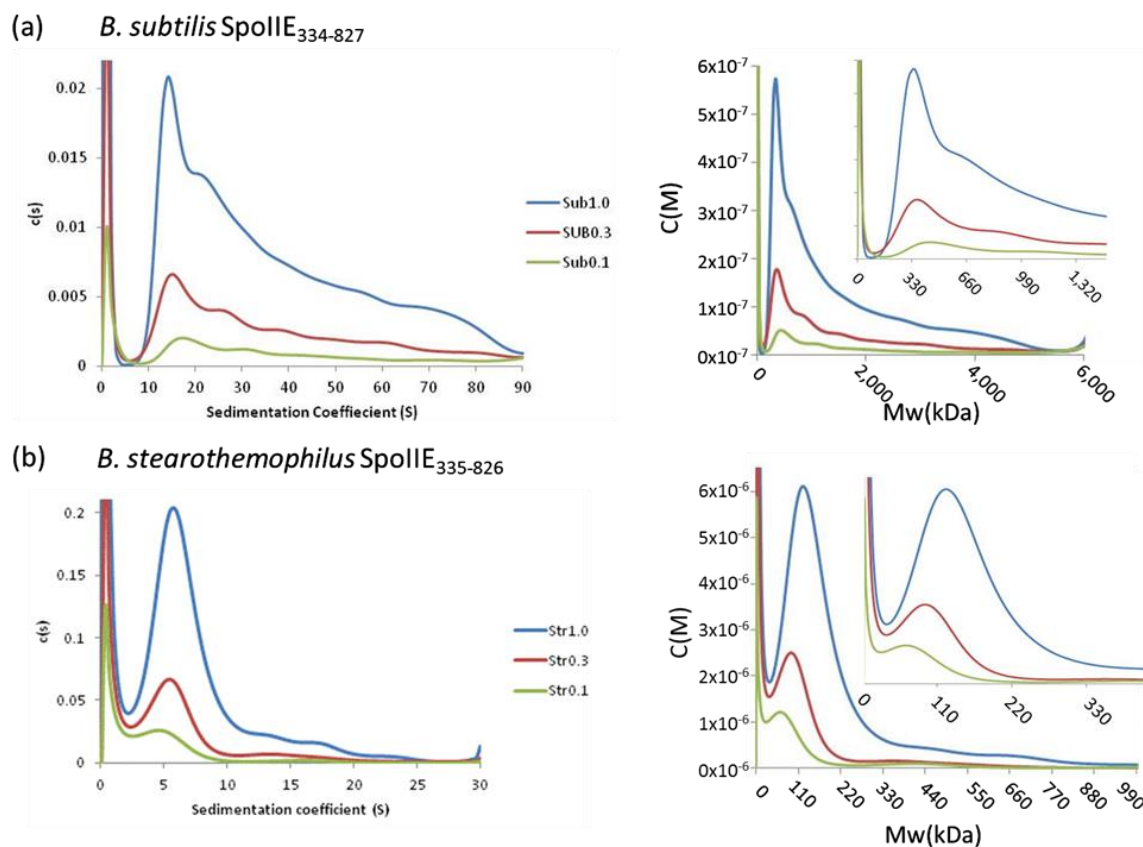 (a) B. subtilis SpoIIE334-827
0.02
0.015
0.01
0.005
0
c(s)
0 10 20 30 40 50 60 70 80 90
Sedimentation Coeffiecient (S)
Sub1.0
SUB0.3
Sub0.1
6x10-7
5x10-7
4x10-7
3x10-7
2x10-7
1x10-7
0x10-7
C(M)
0 2,000 4,000 6,000
Mw(kDa)
0 330 660 990 1,320
(b) B. stearothemophilus SpoIIE335-826
0.2
0.15
0.1
0.05
0
c(s)
0 5 10 15 20 25 30
Sedimentation coefficient (S)
Str1.0
Str0.3
Str0.1
6x10-6
5x10-6
4x10-6
3x10-6
2x10-6
1x10-6
0x10-6
C(M)
0 110 220 330 440 550 660 770 880 990
Mw(kDa)
0 110 220 330